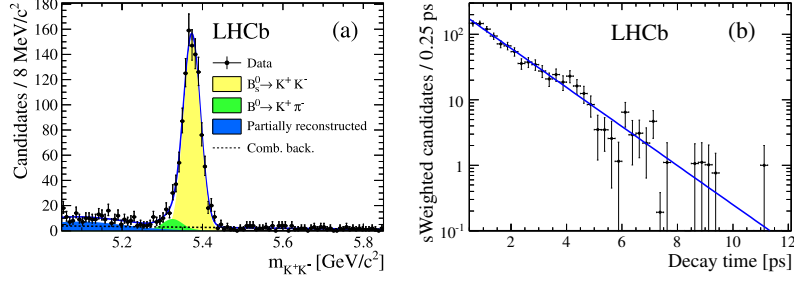 Candidates / 8 MeV/c²
180
160
140
120
100
80
60
40
20
0
LHCb
(a)
Data
B⁰ₛ→ K⁺ K⁻
B⁰→ K⁺ π⁻
Partially reconstructed
Comb. back.
5.2
5.4
5.6
5.8
m_K⁺K⁻ [GeV/c²]
sWeighted candidates / 0.25 ps
10²
10
1
10⁻¹
LHCb
(b)
2
4
6
8
10
12
Decay time [ps]